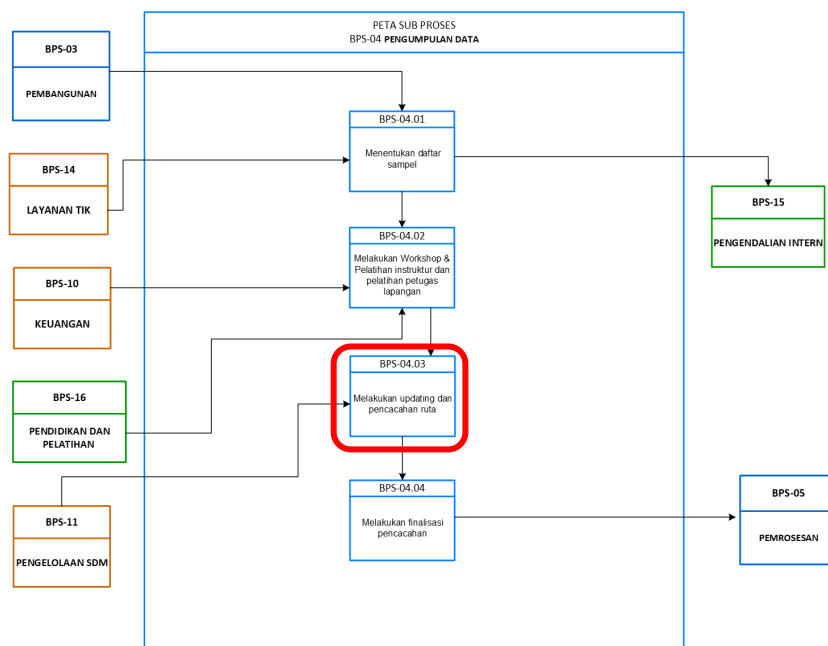 PETA SUB PROSES
BPS-04 PENGUMPULAN DATA
BPS-03
PEMBANGUNAN
BPS-14
LAYANAN TIK
BPS-10
KEUANGAN
BPS-16
PENDIDIKAN DAN
PELATIHAN
BPS-11
PENGELOLAAN SDM
BPS-04.01
Menentukan daftar
sampel
BPS-04.02
Melakukan Workshop &
Pelatihan instruktur dan
pelatihan petugas
lapangan
BPS-04.03
Melakukan updating dan
pencacahan ruta
BPS-04.04
Melakukan finalisasi
pencacahan
BPS-15
PENGENDALIAN INTERN
BPS-05
PEMROSESAN